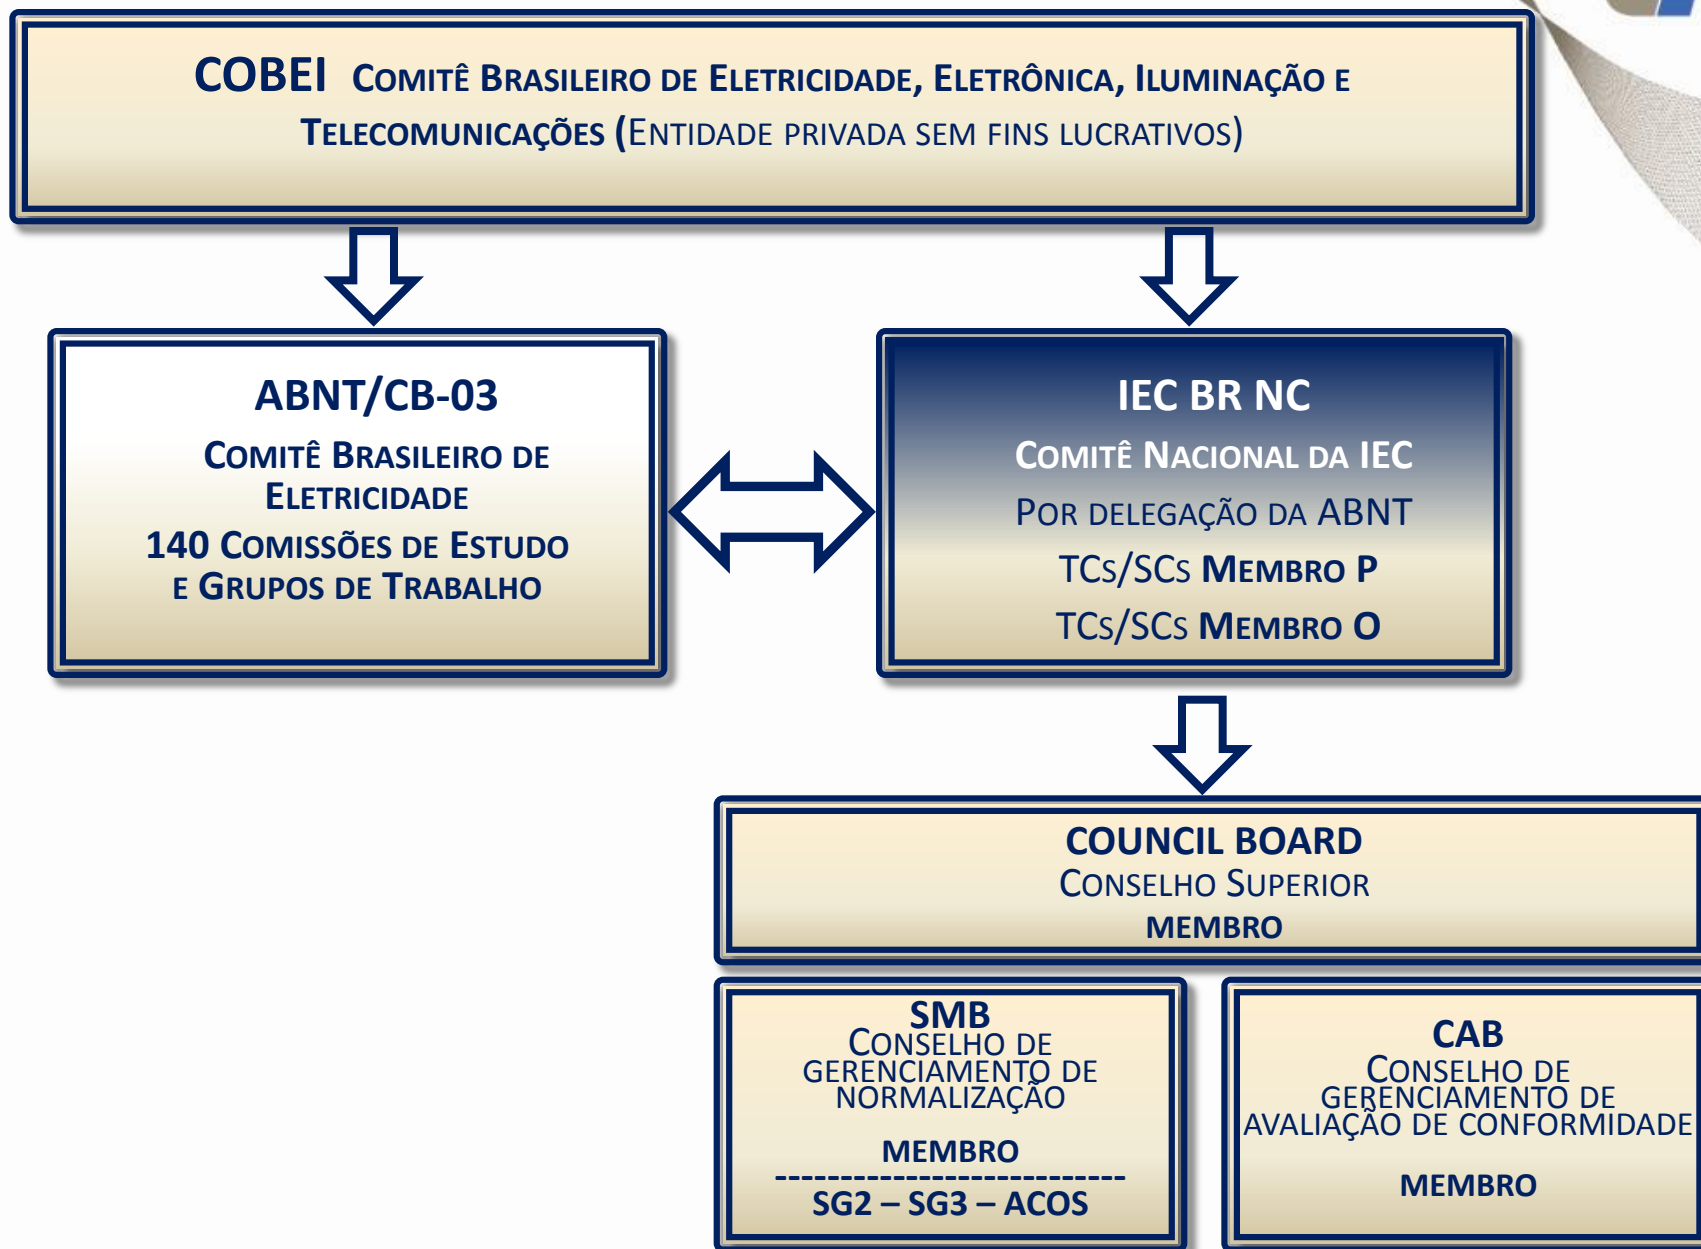 COBEI Comitê Brasileiro de Eletricidade, Eletrônica, Iluminação e
Telecomunicações (Entidade privada sem fins lucrativos)
ABNT/CB-03
Comitê Brasileiro de
Eletricidade
140 Comissões de Estudo
e Grupos de Trabalho
IEC BR NC
Comitê Nacional da IEC
Por delegação da ABNT
TCs/SCs Membro P
TCs/SCs Membro O
COUNCIL BOARD
Conselho Superior
MEMBRO
SMB
Conselho de
gerenciamento de
normalização
MEMBRO
---------------------------
SG2 – SG3 – ACOS
CAB
Conselho de
gerenciamento de
avaliação de conformidade
MEMBRO